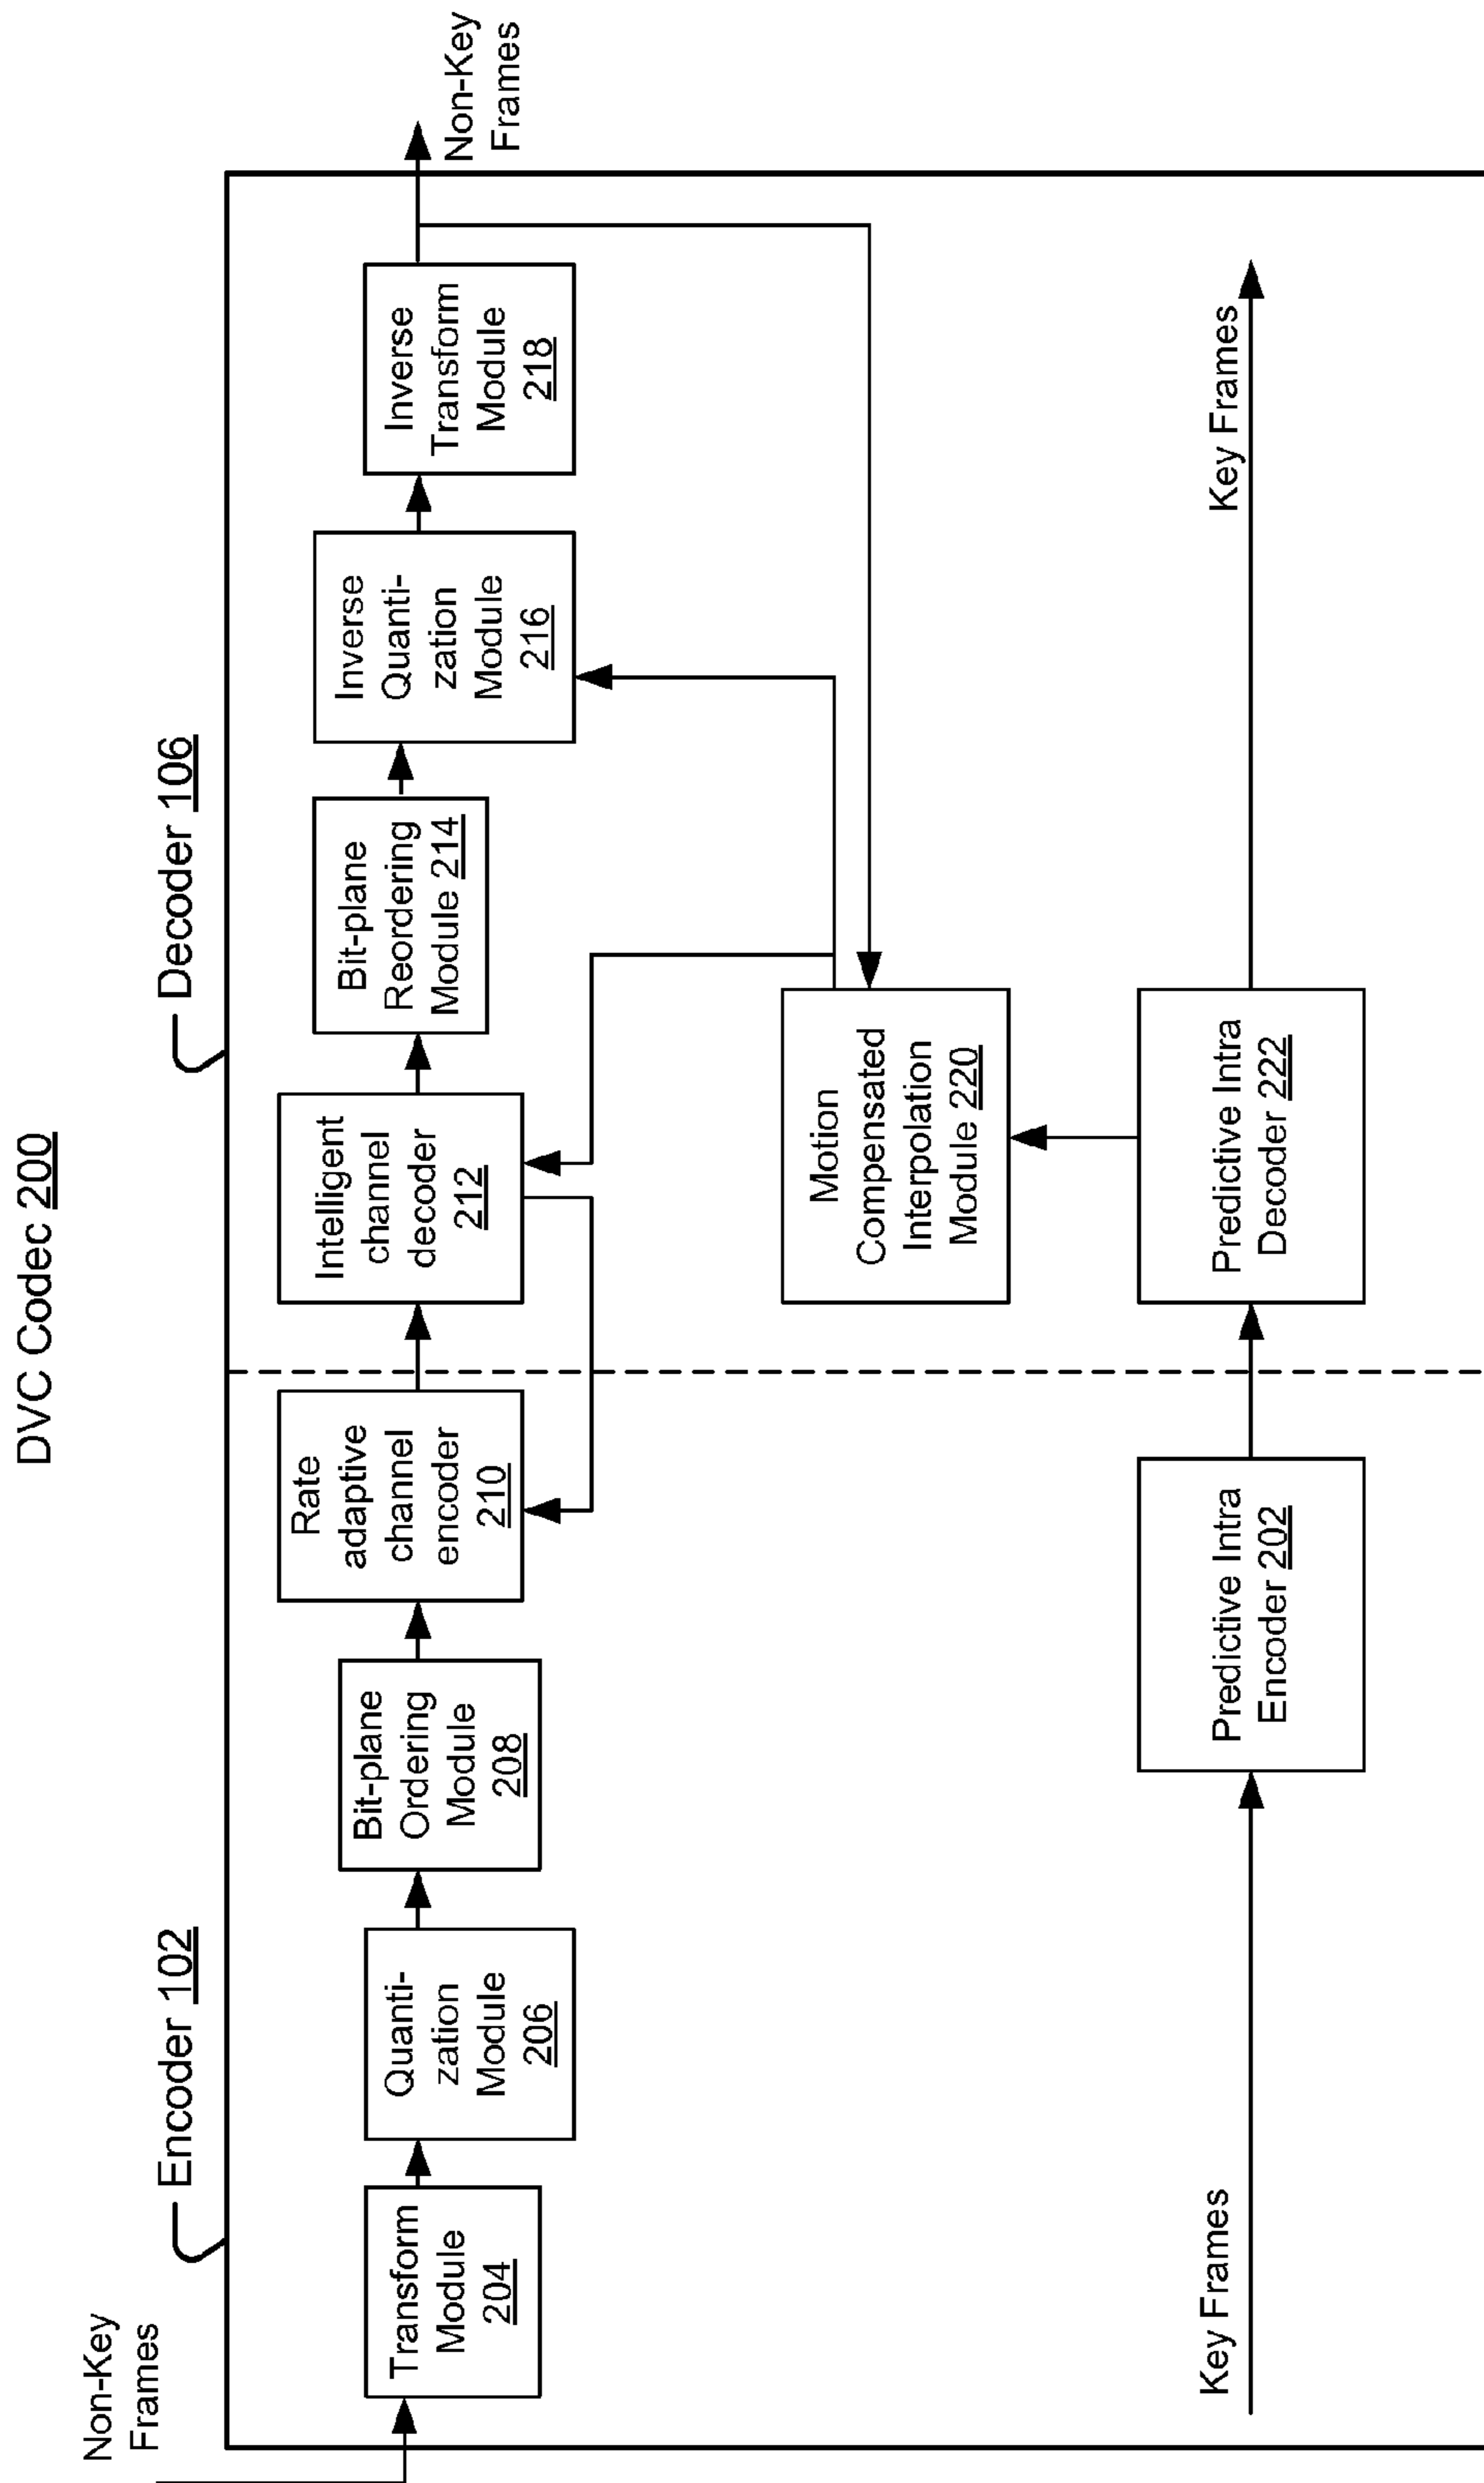 DVC Codec 200
Encoder 102
Decoder 106
Non-Key
Frames
Transform
Module
204
Quanti-
zation
Module
206
Bit-plane
Ordering
Module
208
Rate
adaptive
channel
encoder
210
Intelligent
channel
decoder
212
Bit-plane
Reordering
Module 214
Inverse
Quanti-
zation
Module
216
Inverse
Transform
Module
218
Non-Key
Frames
Motion
Compensated
Interpolation
Module 220
Key Frames
Predictive Intra
Encoder 202
Predictive Intra
Decoder 222
Key Frames